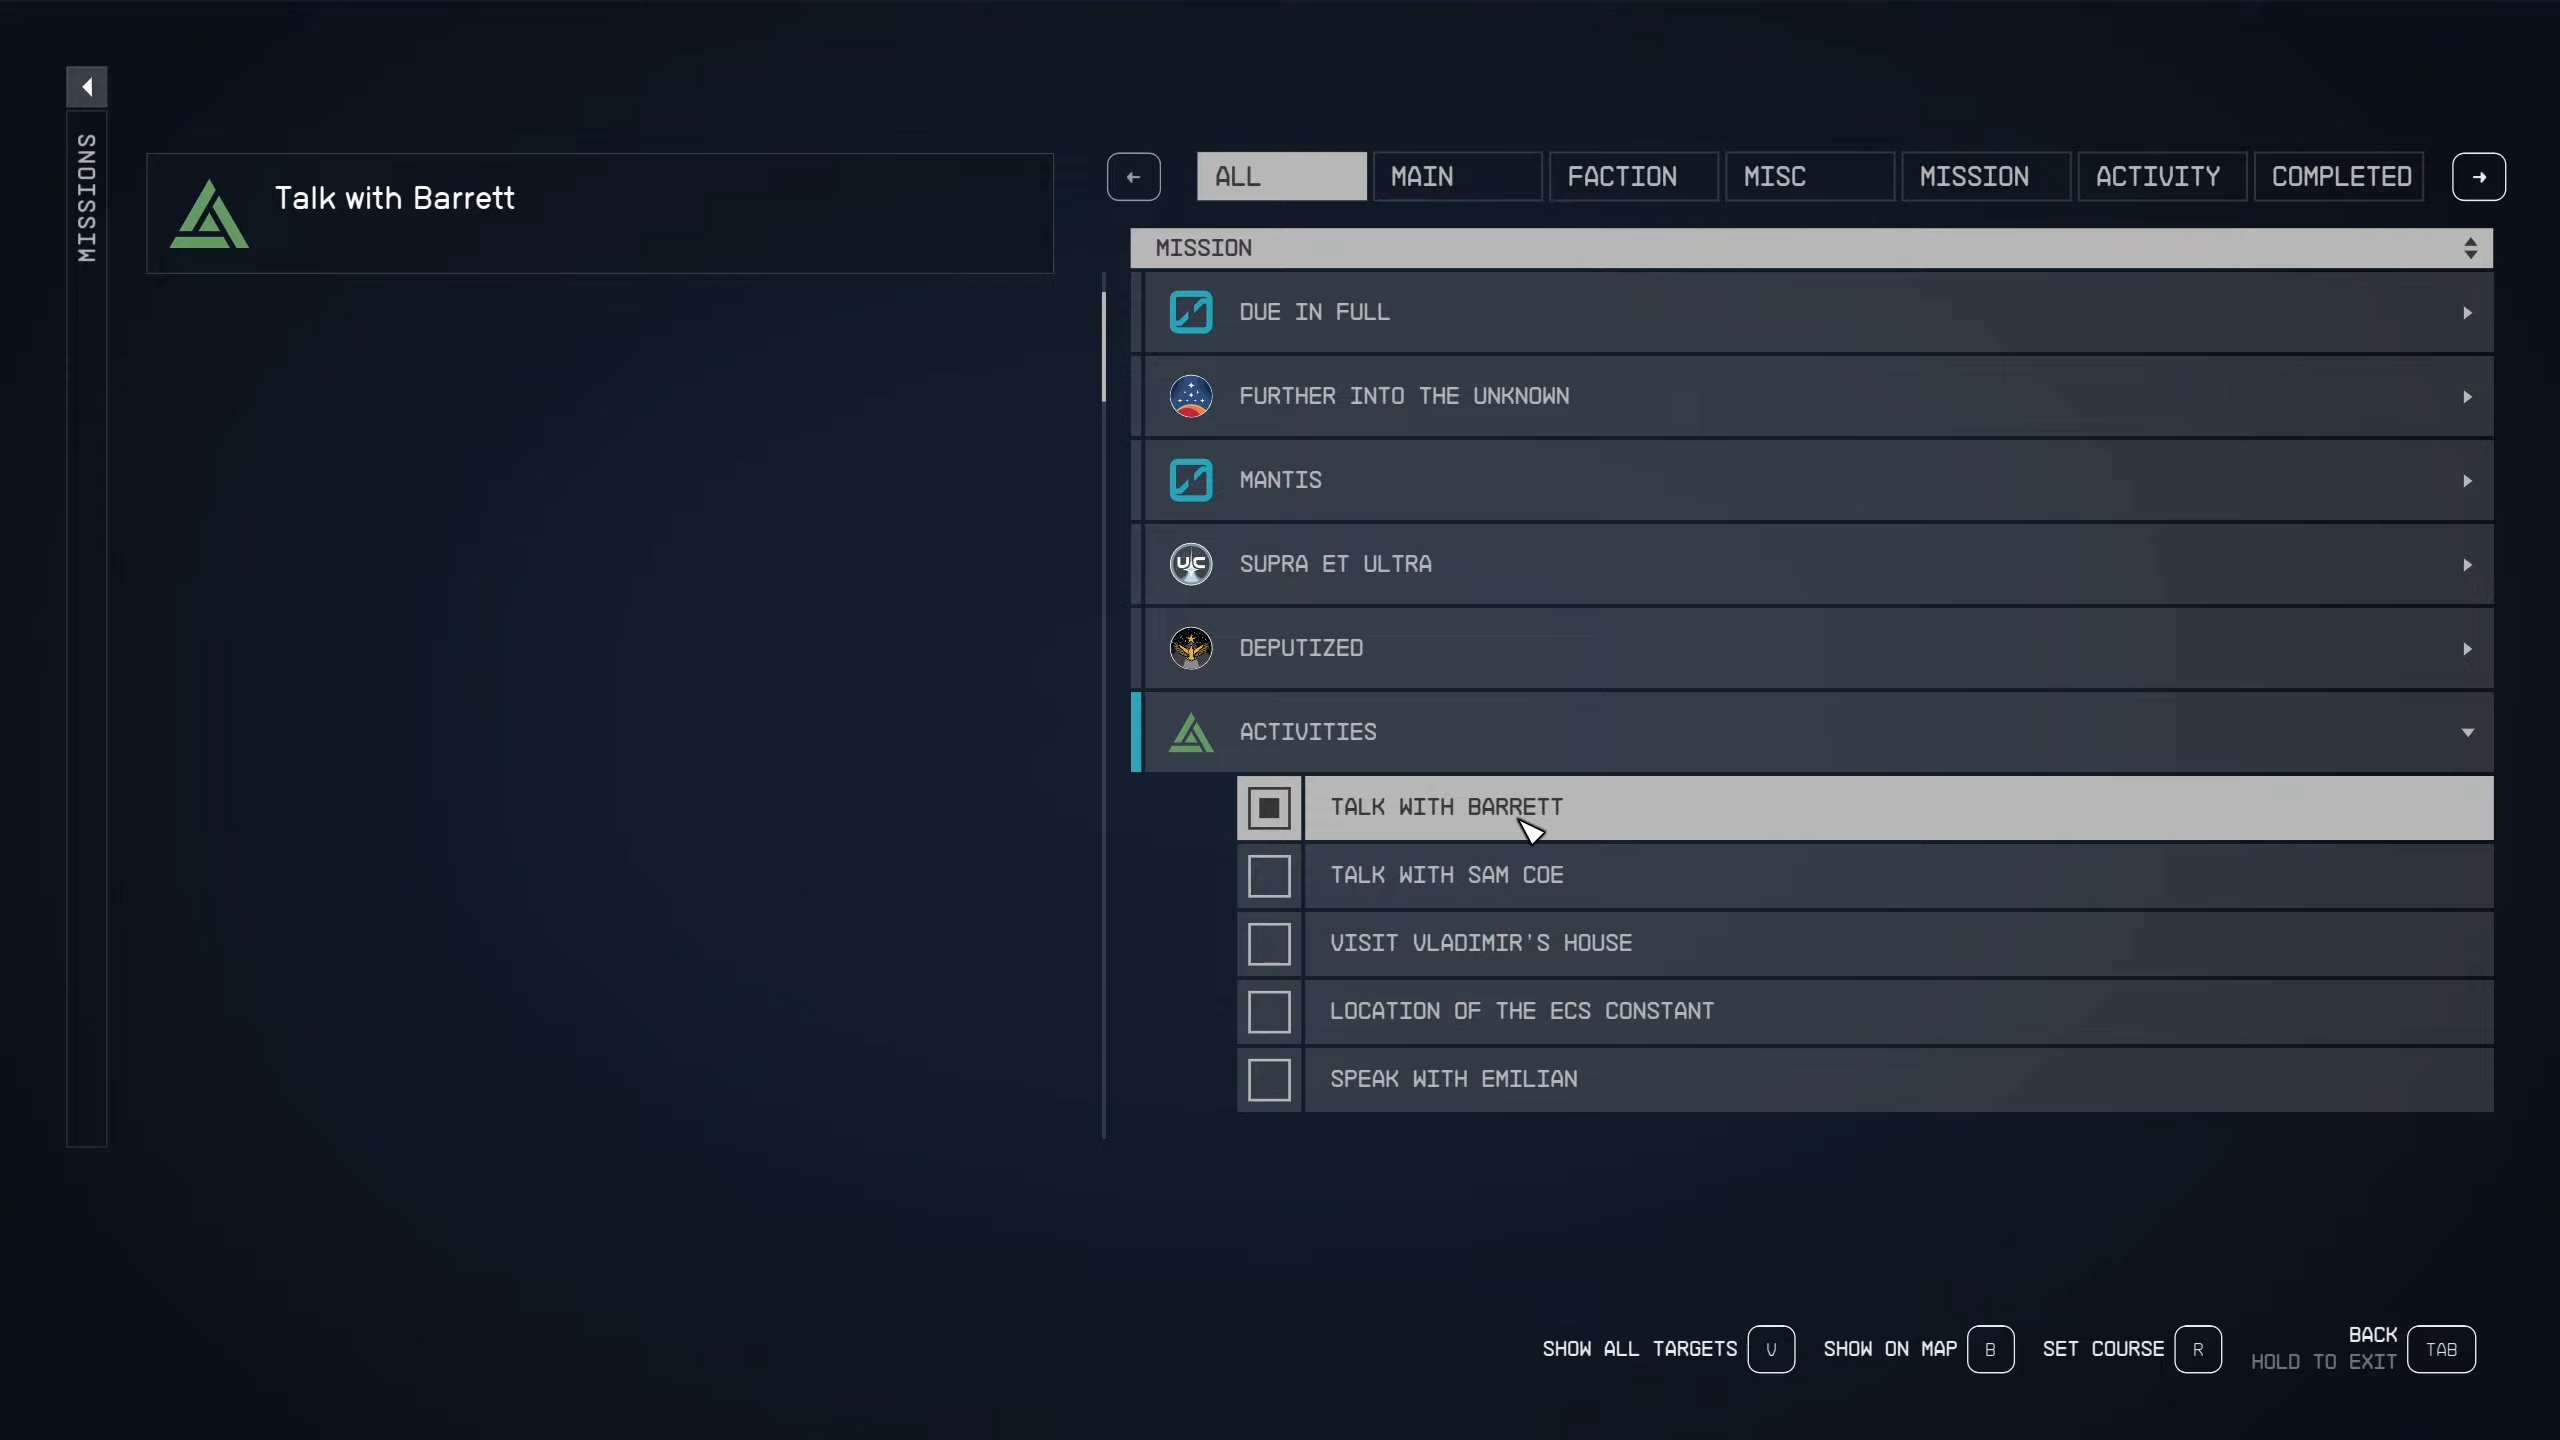 MISSIONS
Talk with Barrett
ALL
MAIN
FACTION
MISC
MISSION
ACTIVITY
COMPLETED
MISSION
DUE IN FULL
FURTHER INTO THE UNKNOWN
MANTIS
UC
SUPRA ET ULTRA
DEPUTIZED
ACTIVITIES
TALK WITH BARRETT
TALK WITH SAM COE
VISIT VLADIMIR'S HOUSE
LOCATION OF THE ECS CONSTANT
SPEAK WITH EMILIAN
SHOW ALL TARGETS V
SHOW ON MAP B
SET COURSE R
BACK
HOLD TO EXIT
TAB